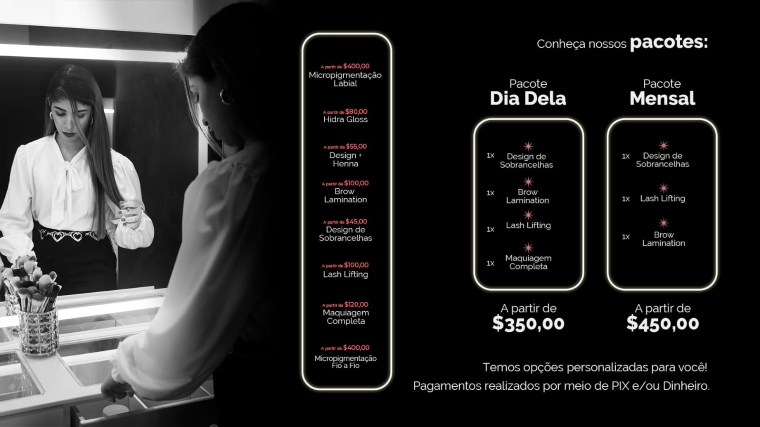 A partir de $400,00
Micropigmentação
Labial
A partir de $80,00
Hidra Gloss
A partir de $55,00
Design +
Henna
A partir de $100,00
Brow
Lamination
A partir de $45,00
Design de
Sobrancelhas
A partir de $100,00
Lash Lifting
A partir de $120,00
Maquiagem
Completa
A partir de $400,00
Micropigmentação
Fio a Fio
Conheça nossos pacotes:
Pacote
Dia Dela
1x Design de
Sobrancelhas
1x Brow
Lamination
1x Lash Lifting
1x Maquiagem
Completa
A partir de
$350,00
Pacote
Mensal
1x Design de
Sobrancelhas
1x Lash Lifting
1x Brow
Lamination
A partir de
$450,00
Temos opções personalizadas para você!
Pagamentos realizados por meio de PIX e/ou Dinheiro.